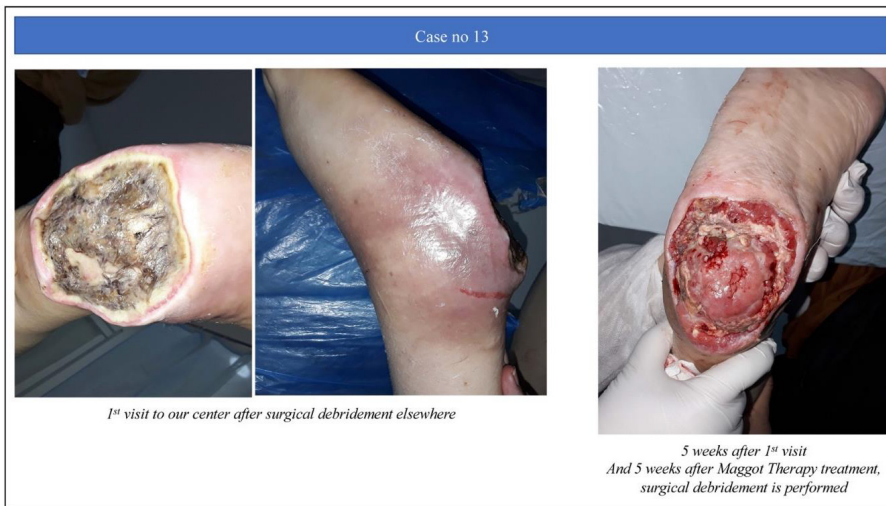 Case no 13
1st visit to our center after surgical debridement elsewhere
5 weeks after 1st visit
And 5 weeks after Maggot Therapy treatment,
surgical debridement is performed